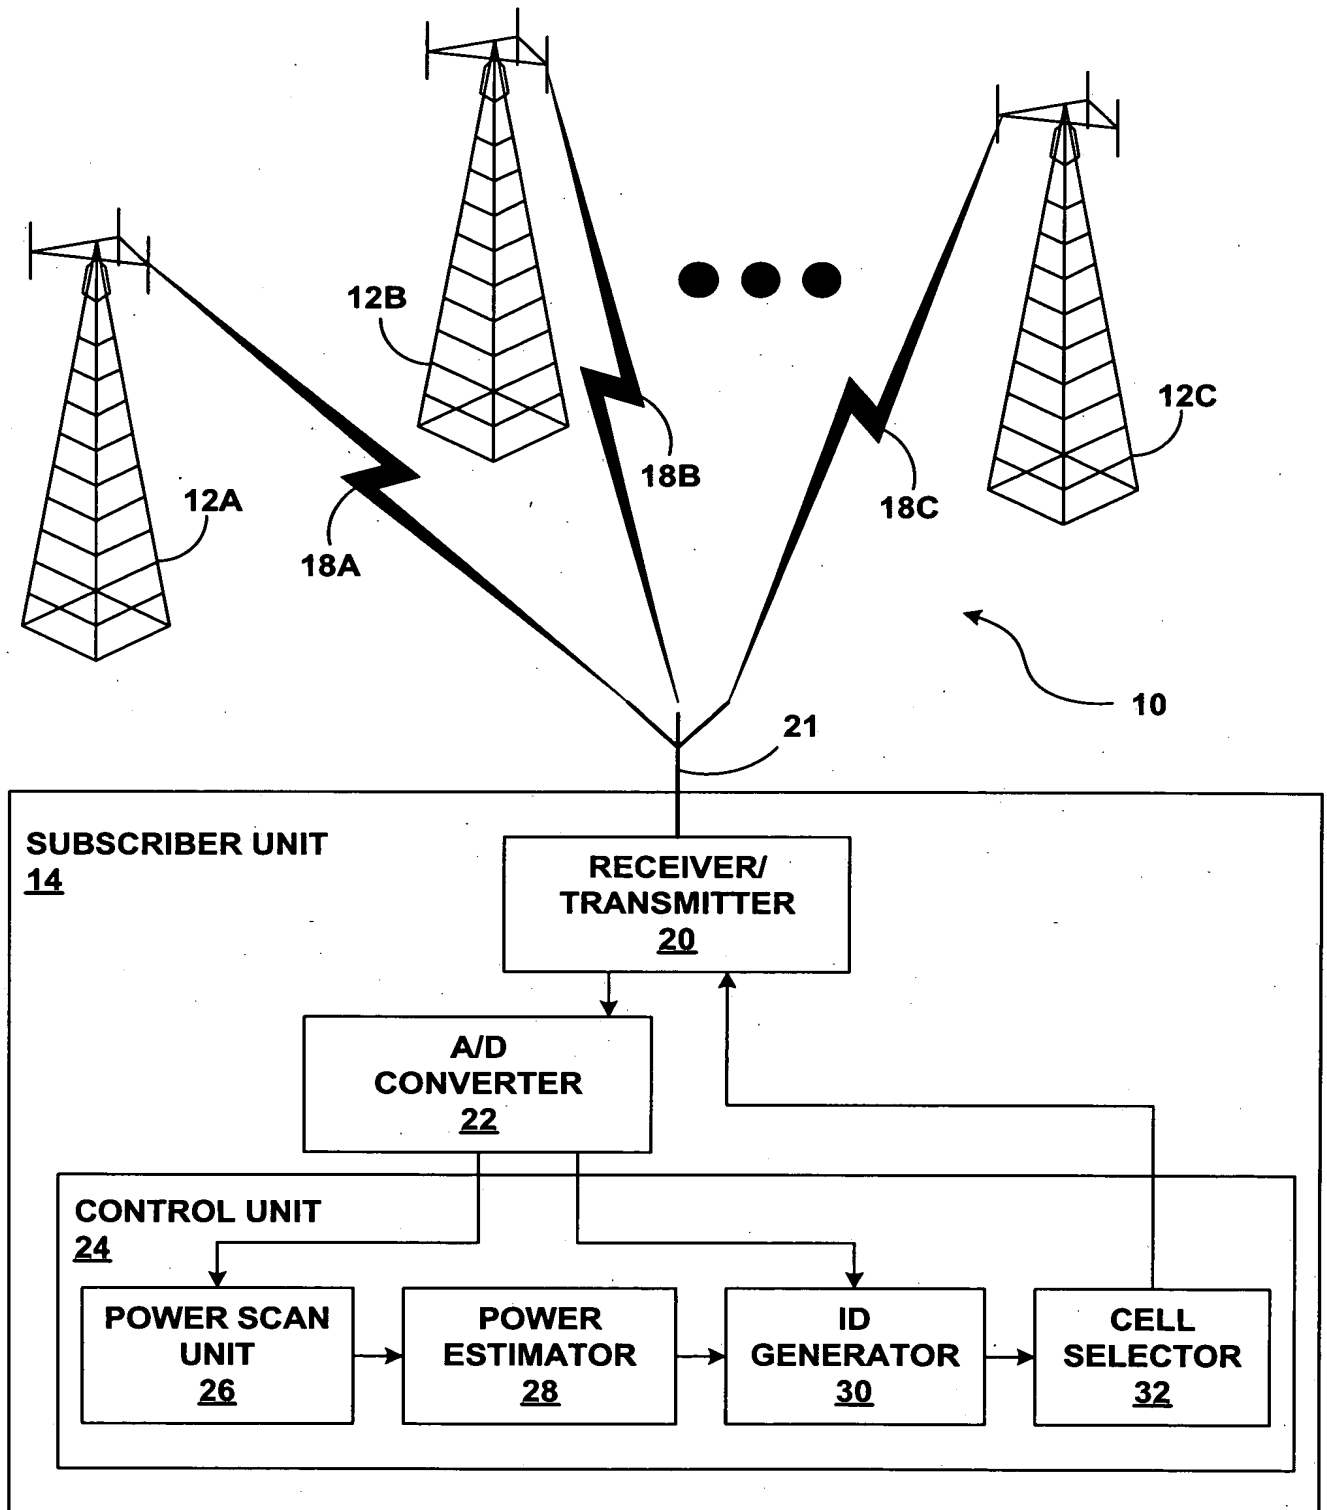 12B
12C
18B
12A
18C
18A
10
21
SUBSCRIBER UNIT
14
RECEIVER/
TRANSMITTER
20
A/D
CONVERTER
22
CONTROL UNIT
24
POWER SCAN
UNIT
26
POWER
ESTIMATOR
28
ID
GENERATOR
30
CELL
SELECTOR
32